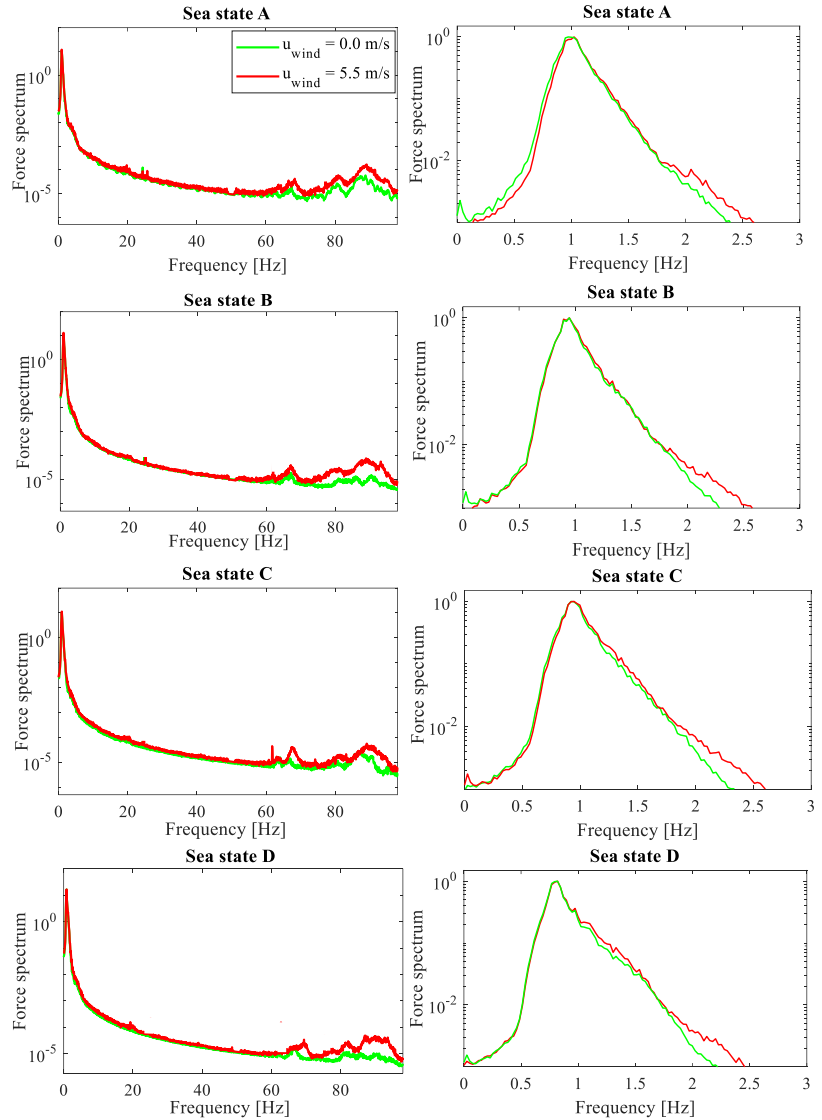 Sea state A
Force spectrum
10^0
10^-5
0 20 40 60 80
Frequency [Hz]
u_wind = 0.0 m/s
u_wind = 5.5 m/s
Sea state A
Force spectrum
10^0
10^-2
0 0.5 1 1.5 2 2.5 3
Frequency [Hz]
Sea state B
Force spectrum
10^0
10^-5
0 20 40 60 80
Frequency [Hz]
Sea state B
Force spectrum
10^0
10^-2
0 0.5 1 1.5 2 2.5 3
Frequency [Hz]
Sea state C
Force spectrum
10^0
10^-5
0 20 40 60 80
Frequency [Hz]
Sea state C
Force spectrum
10^0
10^-2
0 0.5 1 1.5 2 2.5 3
Frequency [Hz]
Sea state D
Force spectrum
10^0
10^-5
0 20 40 60 80
Frequency [Hz]
Sea state D
Force spectrum
10^0
10^-2
0 0.5 1 1.5 2 2.5 3
Frequency [Hz]